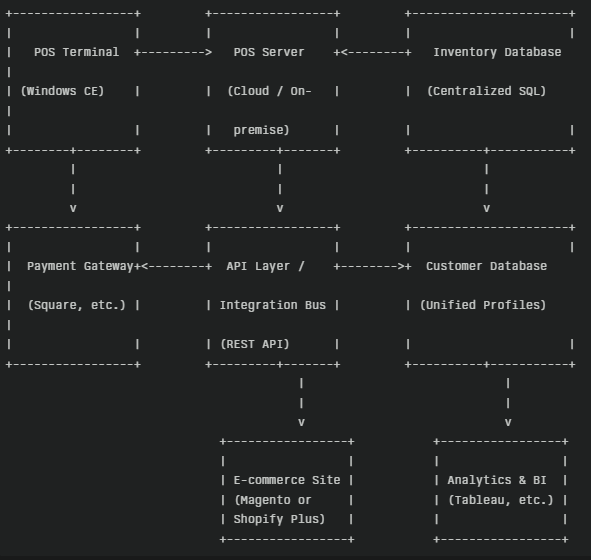 +-----------------+         +-----------------+         +-----------------------+
|                 |         |                 |         |                       |
|   POS Terminal  +--------->   POS Server    +<--------+   Inventory Database
|
| (Windows CE)    |         |  (Cloud / On-   |         |  (Centralized SQL)
|
|                 |         |   premise)      |         |                       |
+--------+--------+         +---------+-------+         +----------+------------+
         |                            |                            |
         |                            |                            |
         v                            v                            v
+-----------------+         +-----------------+         +-----------------------+
|                 |         |                 |         |                       |
|  Payment Gateway+<--------+  API Layer /    +-------->+  Customer Database
|
|  (Square, etc.) |         | Integration Bus |         | (Unified Profiles)
|
|                 |         | (REST API)      |         |                       |
+-----------------+         +---------+-------+         +----------+------------+
                                         |                            |
                                         |                            |
                                         v                            v
                              +-----------------+           +-----------------+
                              |                 |           |                 |
                              | E-commerce Site |           | Analytics & BI  |
                              | (Magento or     |           | (Tableau, etc.) |
                              | Shopify Plus)   |           |                 |
                              +-----------------+           +-----------------+